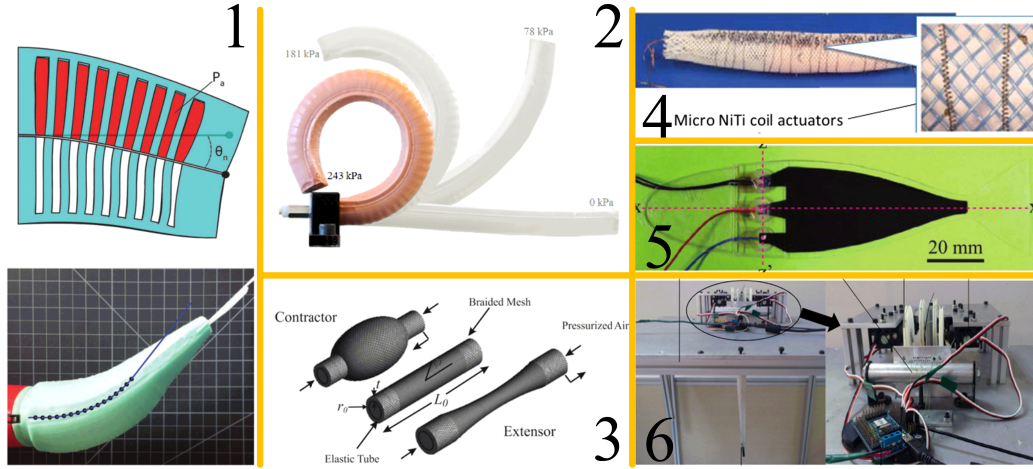 1
Pₐ
θₙ
2
181 kPa
78 kPa
243 kPa
0 kPa
3
Contractor
Braided Mesh
Pressurized Air
t
r₀
L₀
Elastic Tube
Extensor
4
Micro NiTi coil actuators
5
z
x
x'
z'
20 mm
6